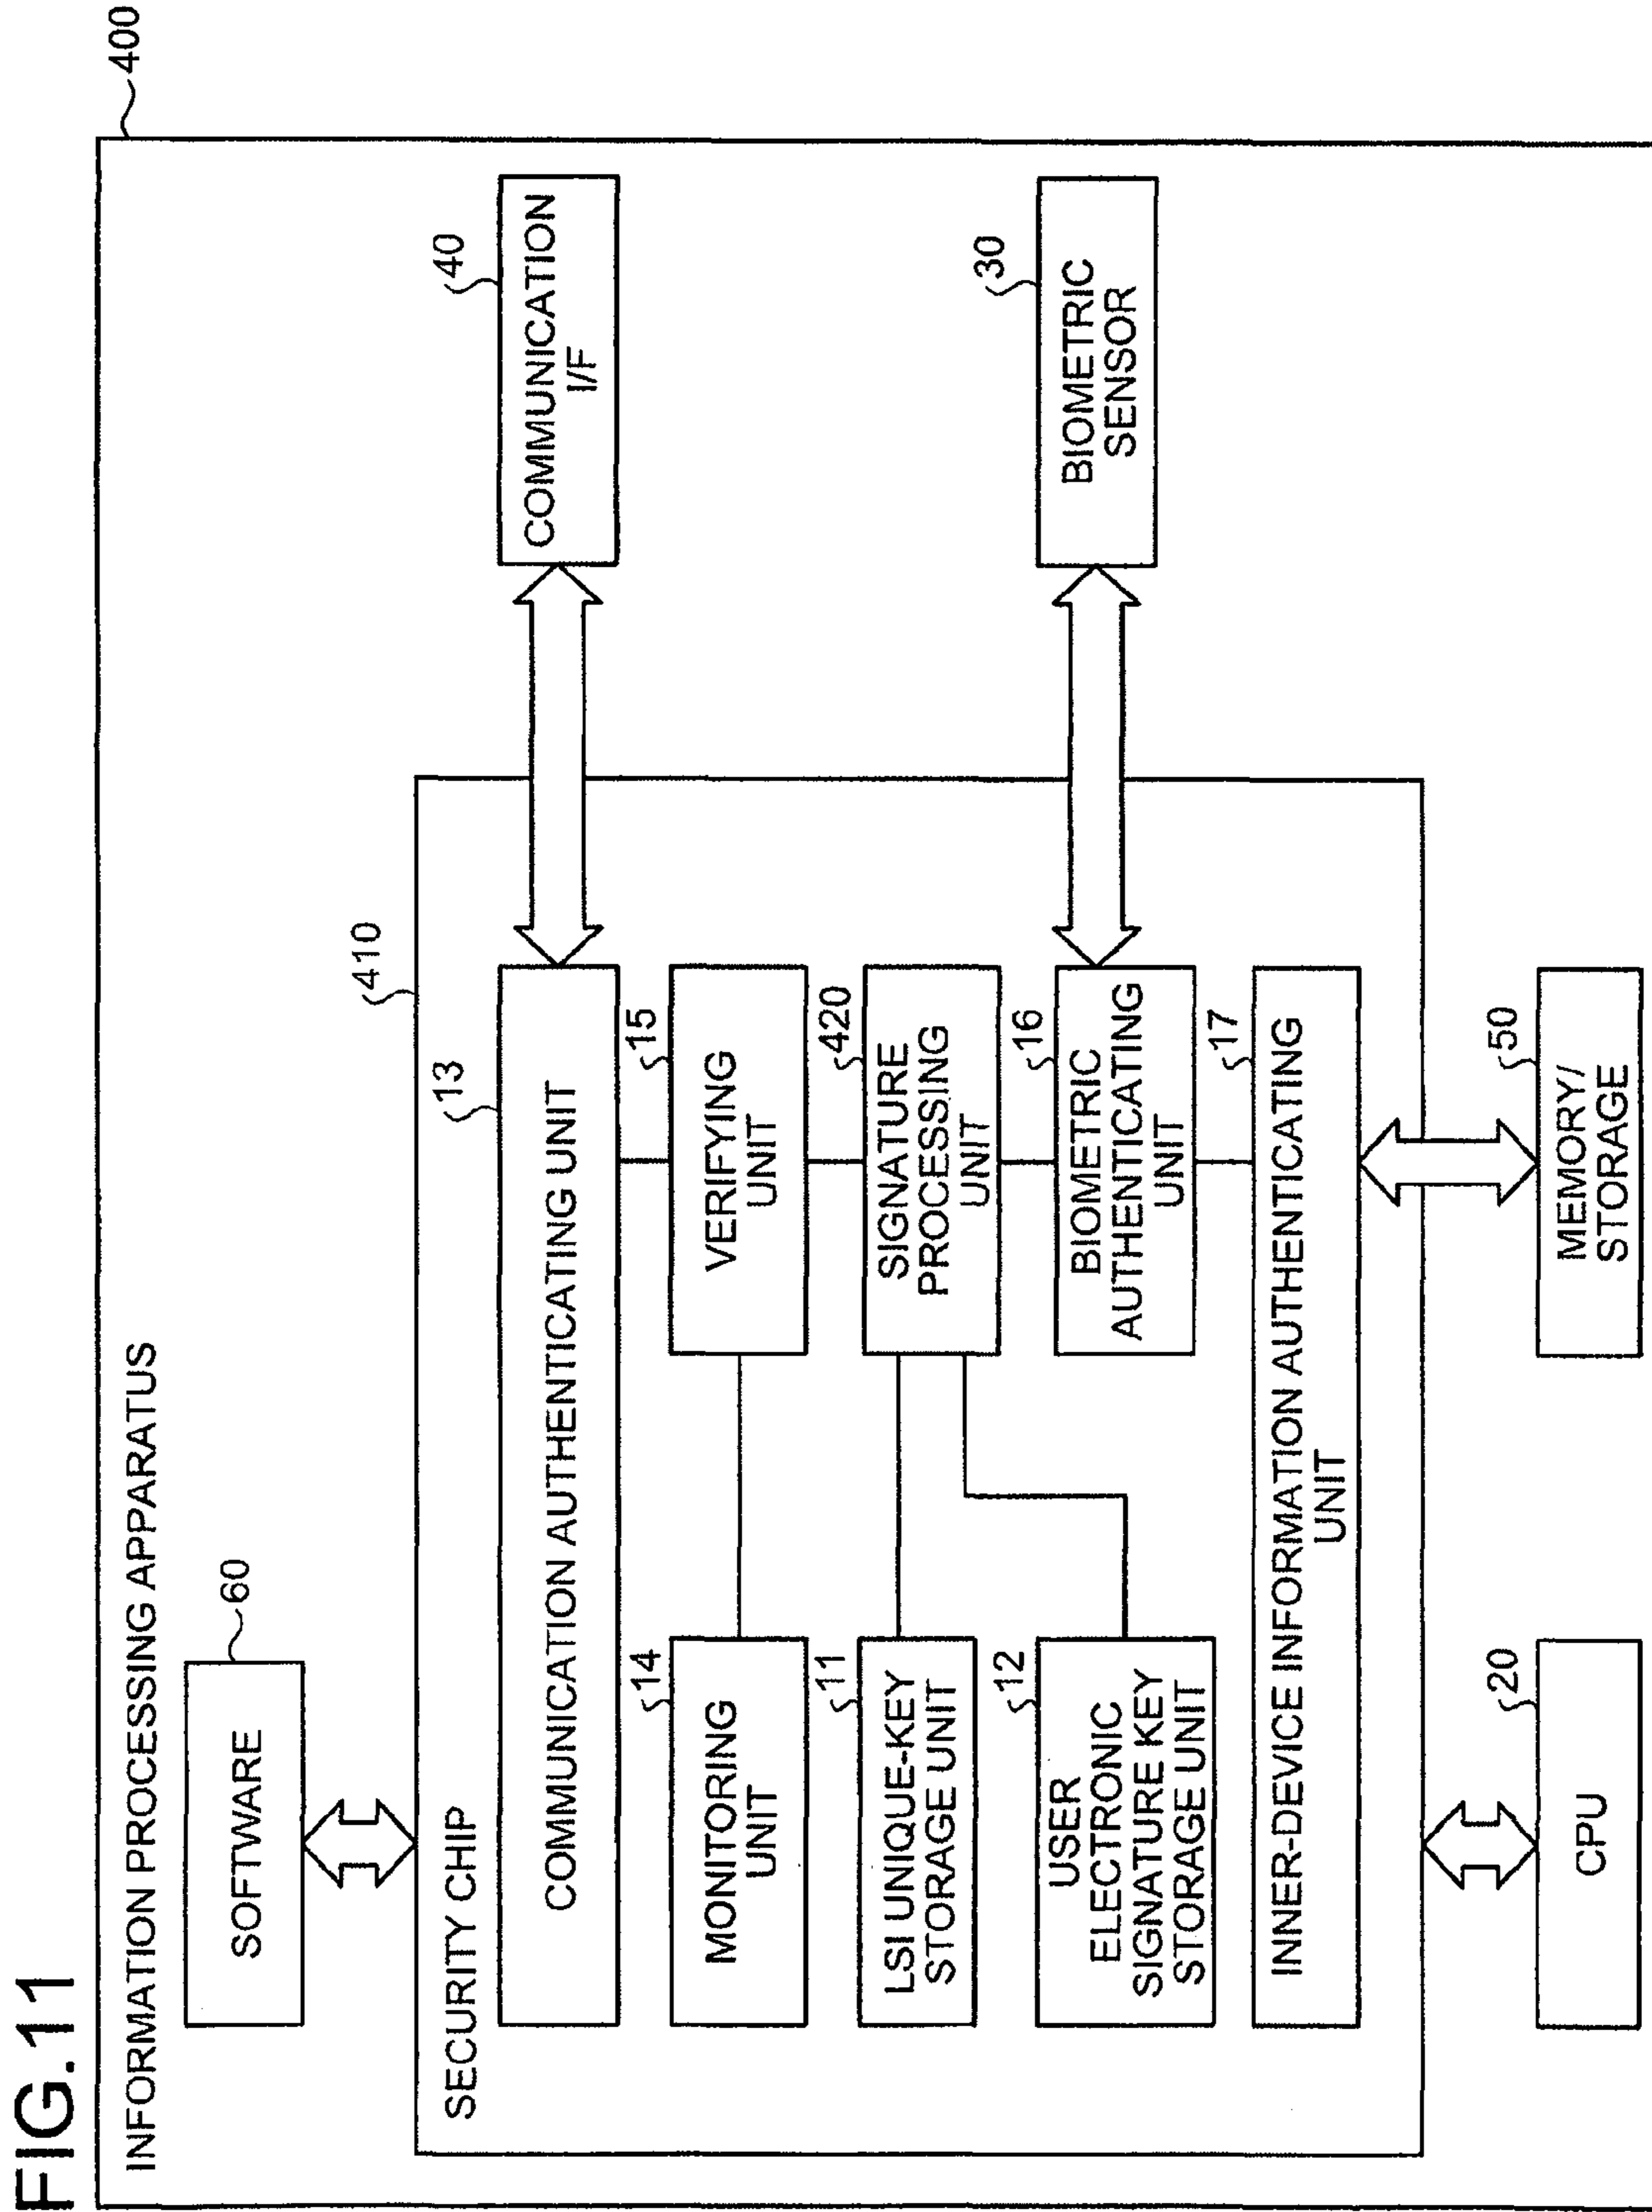 FIG.11
INFORMATION PROCESSING APPARATUS
400
SOFTWARE
60
SECURITY CHIP
410
COMMUNICATION AUTHENTICATING UNIT
13
COMMUNICATION
I/F
40
MONITORING
UNIT
14
VERIFYING
UNIT
15
LSI UNIQUE-KEY
STORAGE UNIT
11
SIGNATURE
PROCESSING
UNIT
420
USER
ELECTRONIC
SIGNATURE KEY
STORAGE UNIT
12
BIOMETRIC
AUTHENTICATING
UNIT
16
BIOMETRIC
SENSOR
30
INNER-DEVICE INFORMATION AUTHENTICATING
UNIT
17
CPU
20
MEMORY/
STORAGE
50